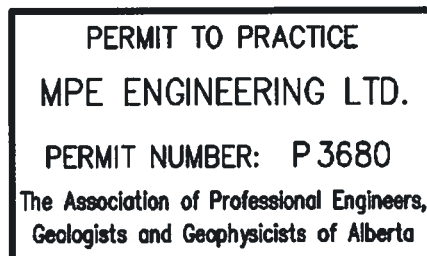 PERMIT TO PRACTICE
MPE ENGINEERING LTD.
PERMIT NUMBER: P 3680
The Association of Professional Engineers,
Geologists and Geophysicists of Alberta